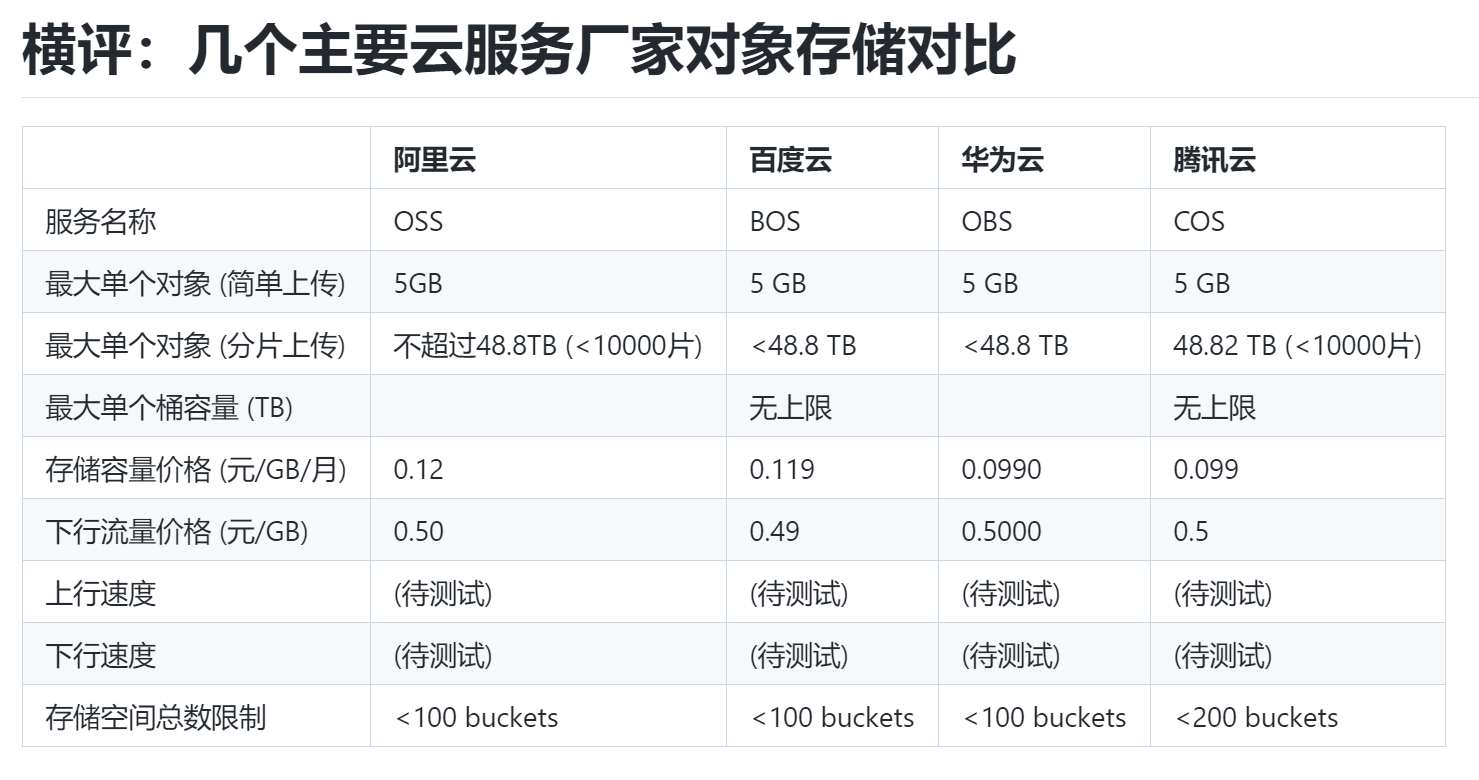 横评：几个主要云服务厂家对象存储对比
阿里云 百度云 华为云 腾讯云
服务名称 OSS BOS OBS COS
最大单个对象 (简单上传) 5GB 5 GB 5 GB 5 GB
最大单个对象 (分片上传) 不超过48.8TB (<10000片) <48.8 TB <48.8 TB 48.82 TB (<10000片)
最大单个桶容量 (TB) 无上限 无上限
存储容量价格 (元/GB/月) 0.12 0.119 0.0990 0.099
下行流量价格 (元/GB) 0.50 0.49 0.5000 0.5
上行速度 (待测试) (待测试) (待测试) (待测试)
下行速度 (待测试) (待测试) (待测试) (待测试)
存储空间总数限制 <100 buckets <100 buckets <100 buckets <200 buckets